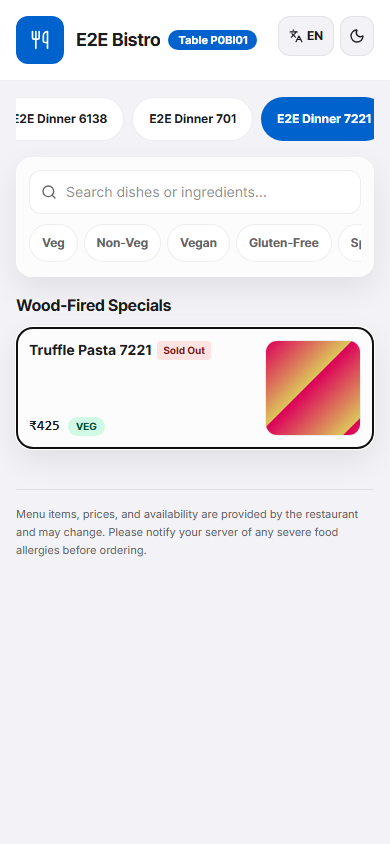 E2E Bistro Table P0BI01 EN
E2E Dinner 6138 E2E Dinner 701 E2E Dinner 7221
Search dishes or ingredients...
Veg Non-Veg Vegan Gluten-Free Sp
Wood-Fired Specials
Truffle Pasta 7221 Sold Out
₹425 VEG
Menu items, prices, and availability are provided by the restaurant
and may change. Please notify your server of any severe food
allergies before ordering.